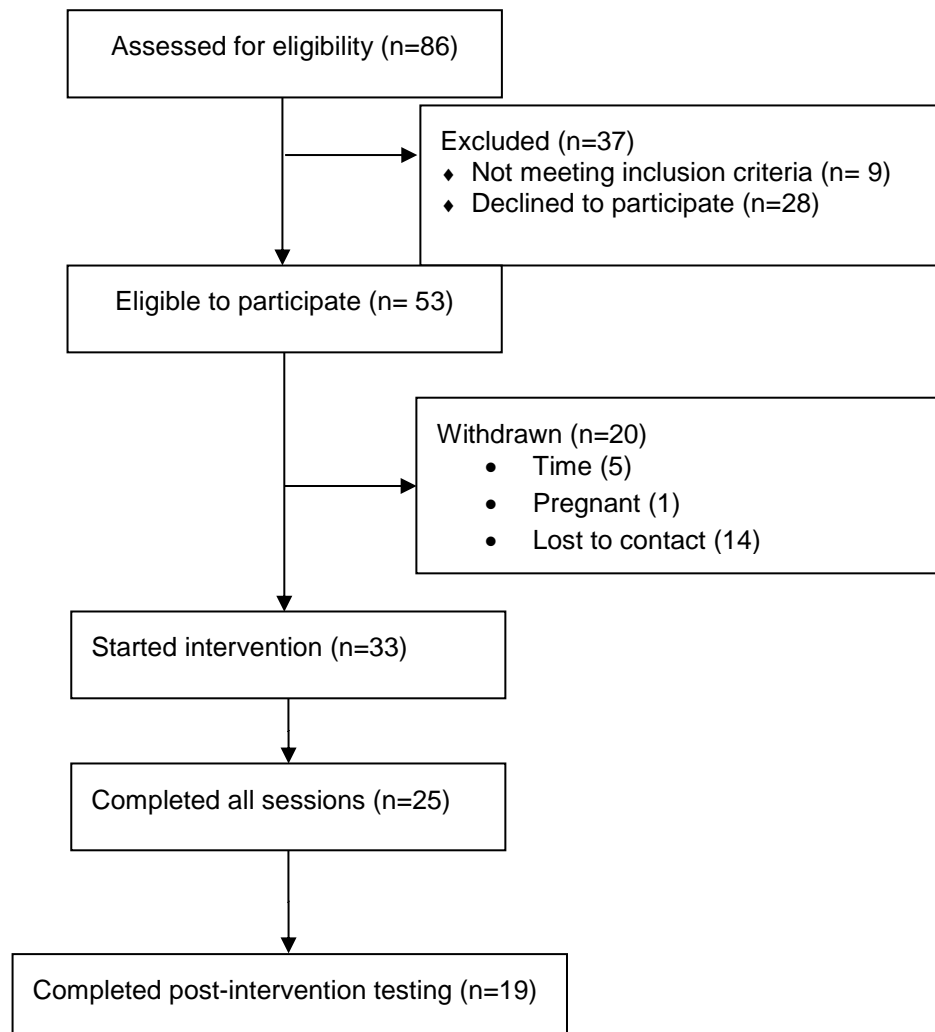 Assessed for eligibility (n=86)
Excluded (n=37)
♦ Not meeting inclusion criteria (n= 9)
♦ Declined to participate (n=28)
Eligible to participate (n= 53)
Withdrawn (n=20)
• Time (5)
• Pregnant (1)
• Lost to contact (14)
Started intervention (n=33)
Completed all sessions (n=25)
Completed post-intervention testing (n=19)